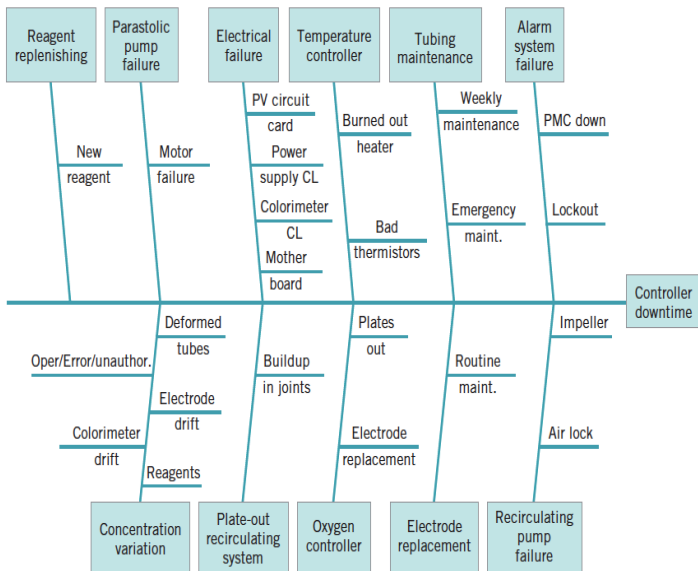 Reagent
replenishing
Parastolic
pump
failure
Electrical
failure
Temperature
controller
Tubing
maintenance
Alarm
system
failure
New
reagent
Motor
failure
PV circuit
card
Power
supply CL
Colorimeter
CL
Mother
board
Burned out
heater
Bad
thermistors
Weekly
maintenance
Emergency
maint.
PMC down
Lockout
Controller
downtime
Deformed
tubes
Oper/Error/unauthor.
Electrode
drift
Colorimeter
drift
Reagents
Buildup
in joints
Plates
out
Electrode
replacement
Routine
maint.
Impeller
Air lock
Concentration
variation
Plate-out
recirculating
system
Oxygen
controller
Electrode
replacement
Recirculating
pump
failure